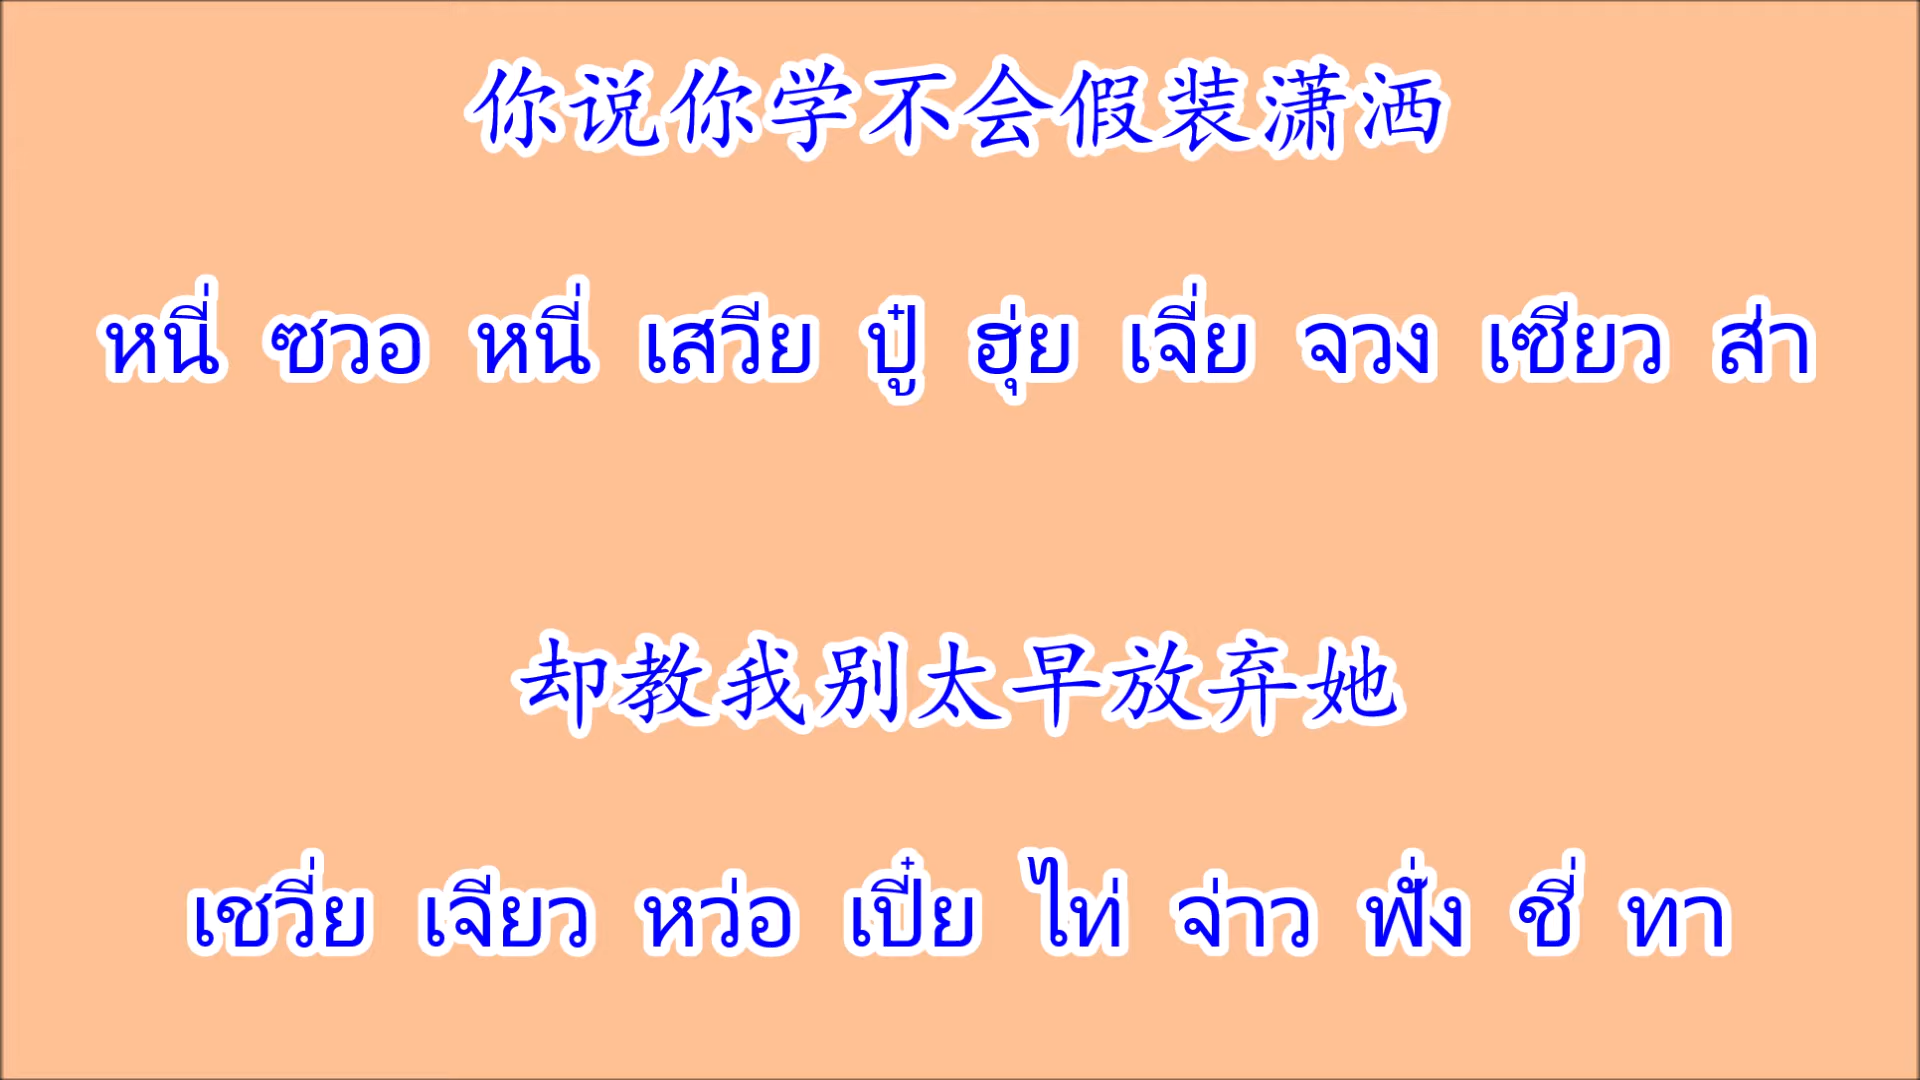 你说你学不会假装潇洒
หนี่ ซวอ หนี่ เสวีย ปู๋ ฮุ่ย เจี่ย จวง เซียว ส่า
却教我别太早放弃她
เชวี่ย เจียว หว่อ เปี๋ย ไท่ จ่าว ฟั่ง ชี่ ทา